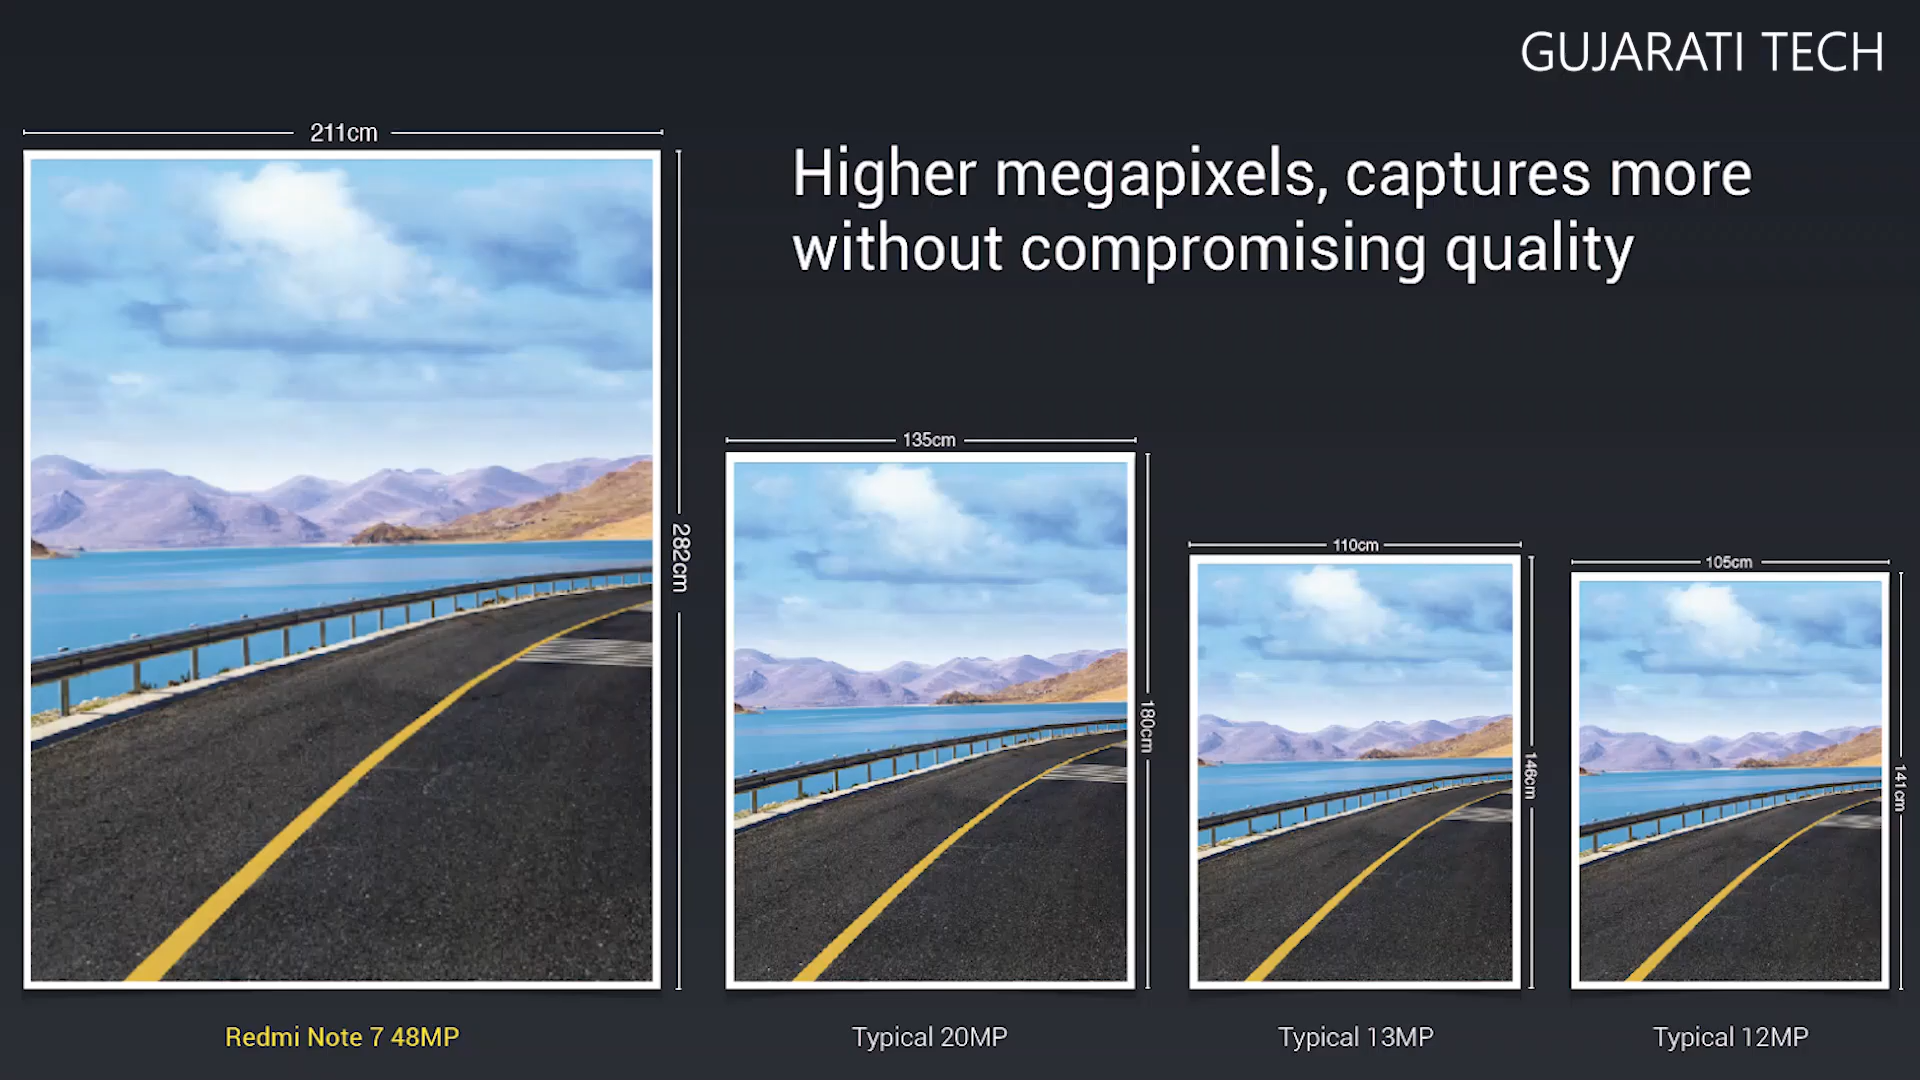 GUJARATI TECH
Higher megapixels, captures more
without compromising quality
211cm
282cm
135cm
180cm
110cm
146cm
105cm
141cm
Redmi Note 7 48MP
Typical 20MP
Typical 13MP
Typical 12MP